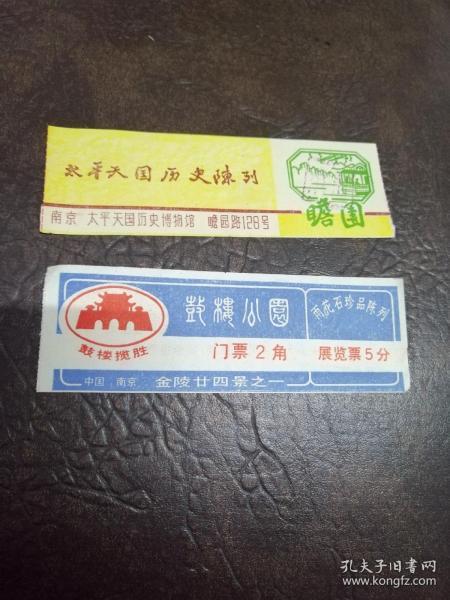 太平天国历史陈列
南京 太平天国历史博物馆 瞻园路128号
瞻园
鼓楼公园
雨花石珍品陈列
鼓楼揽胜
门票2角 展览票5分
中国 南京 金陵廿四景之一
孔夫子旧书网
www.kongfz.com